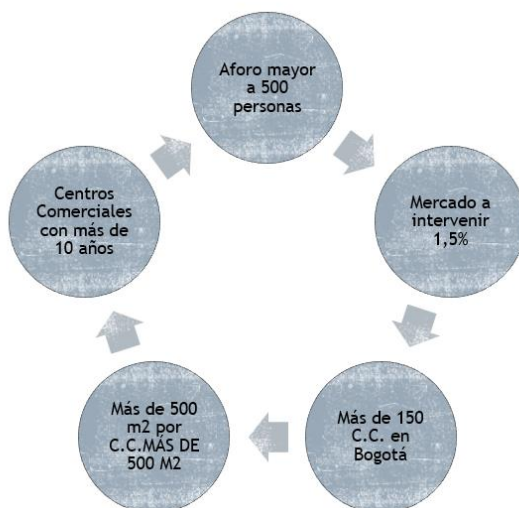 Aforo mayor
a 500
personas
Mercado a
intervenir
1,5%
Más de 150
C.C. en
Bogotá
Más de 500
m2 por
C.C.MÁS DE
500 M2
Centros
Comerciales
con más de
10 años